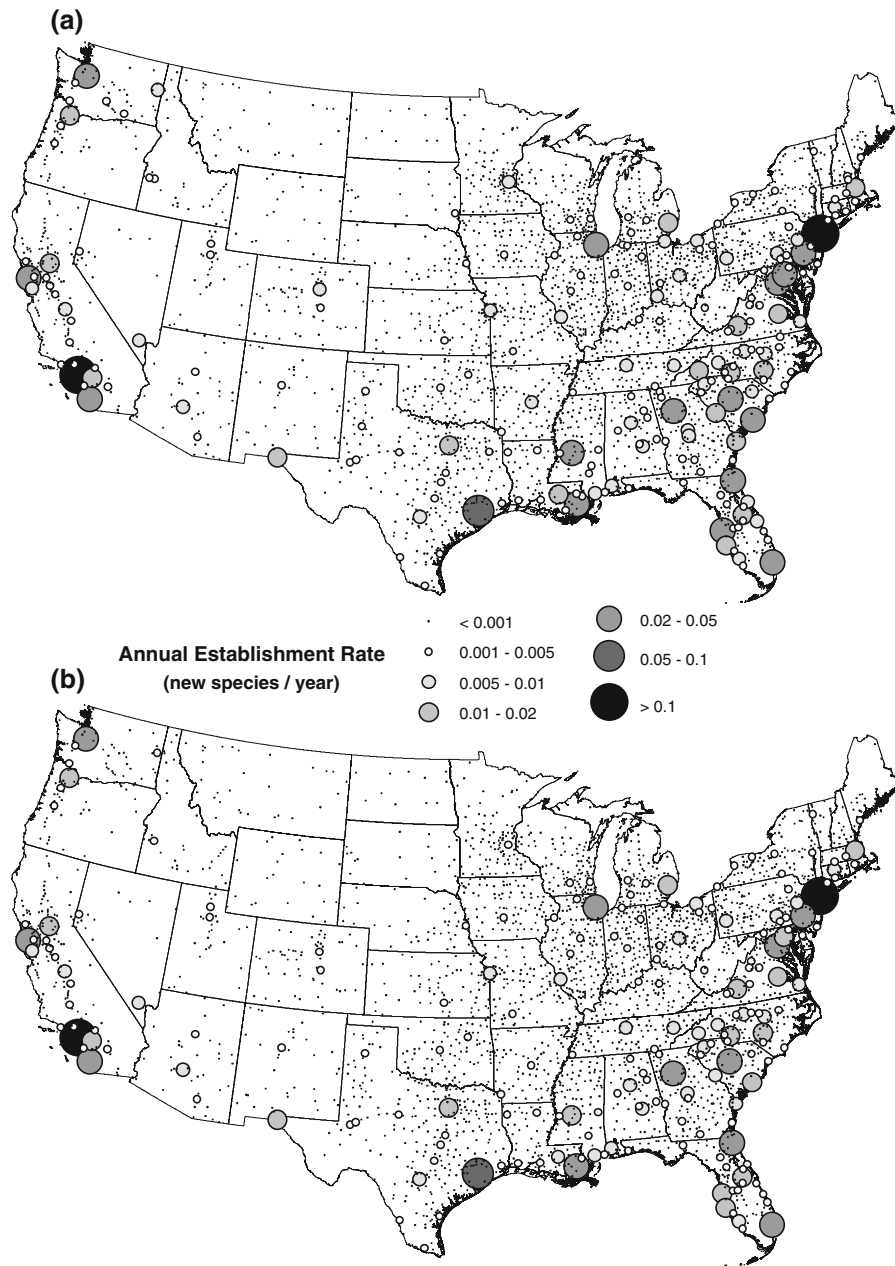 (a)
Annual Establishment Rate
(new species / year)
< 0.001
0.001 - 0.005
0.005 - 0.01
0.01 - 0.02
0.02 - 0.05
0.05 - 0.1
> 0.1
(b)